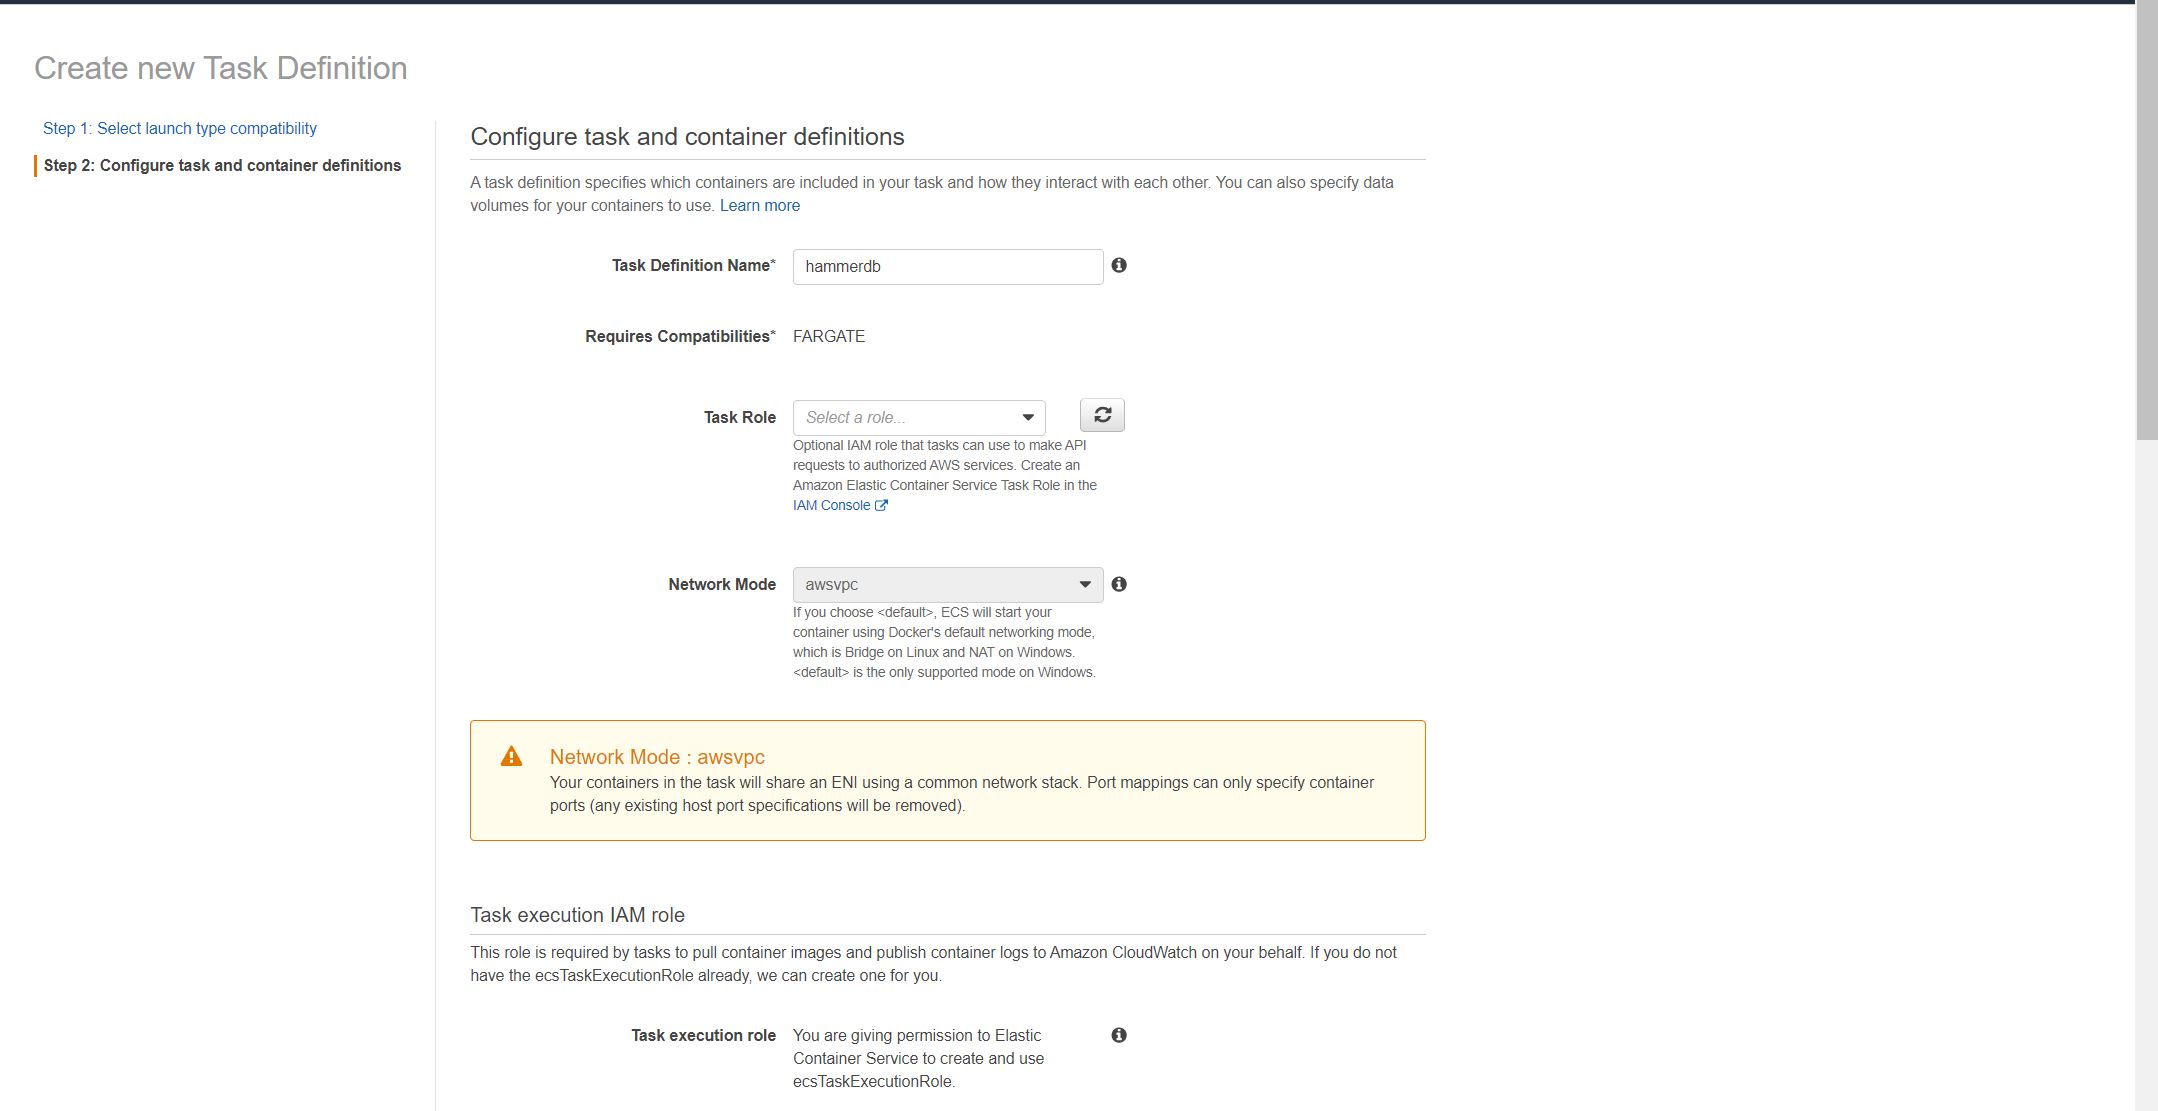 Create new Task Definition
Step 1: Select launch type compatibility
Step 2: Configure task and container definitions
Configure task and container definitions
A task definition specifies which containers are included in your task and how they interact with each other. You can also specify data
volumes for your containers to use. Learn more
Task Definition Name* hammerdb
Requires Compatibilities* FARGATE
Task Role Select a role...
Optional IAM role that tasks can use to make API
requests to authorized AWS services. Create an
Amazon Elastic Container Service Task Role in the
IAM Console
Network Mode awsvpc
If you choose <default>, ECS will start your
container using Docker's default networking mode,
which is Bridge on Linux and NAT on Windows.
<default> is the only supported mode on Windows.
Network Mode : awsvpc
Your containers in the task will share an ENI using a common network stack. Port mappings can only specify container
ports (any existing host port specifications will be removed).
Task execution IAM role
This role is required by tasks to pull container images and publish container logs to Amazon CloudWatch on your behalf. If you do not
have the ecsTaskExecutionRole already, we can create one for you.
Task execution role You are giving permission to Elastic
Container Service to create and use
ecsTaskExecutionRole.